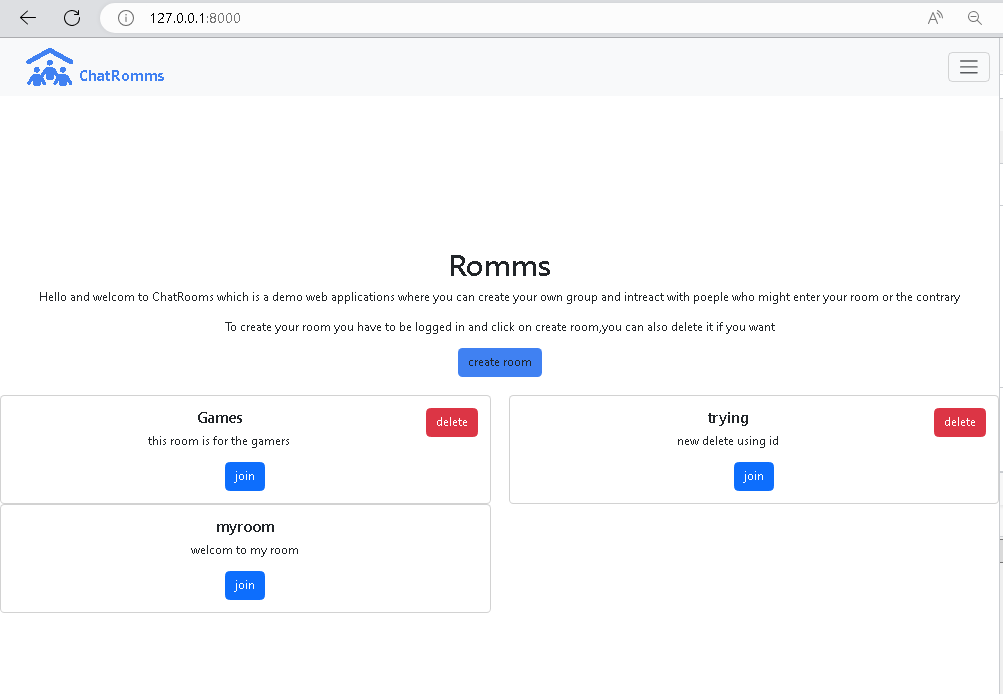 127.0.0.1:8000
ChatRomms
Romms
Hello and welcom to ChatRooms which is a demo web applications where you can create your own group and intreact with poeple who might enter your room or the contrary
To create your room you have to be logged in and click on create room,you can also delete it if you want
create room
Games
delete
this room is for the gamers
join
trying
delete
new delete using id
join
myroom
welcom to my room
join